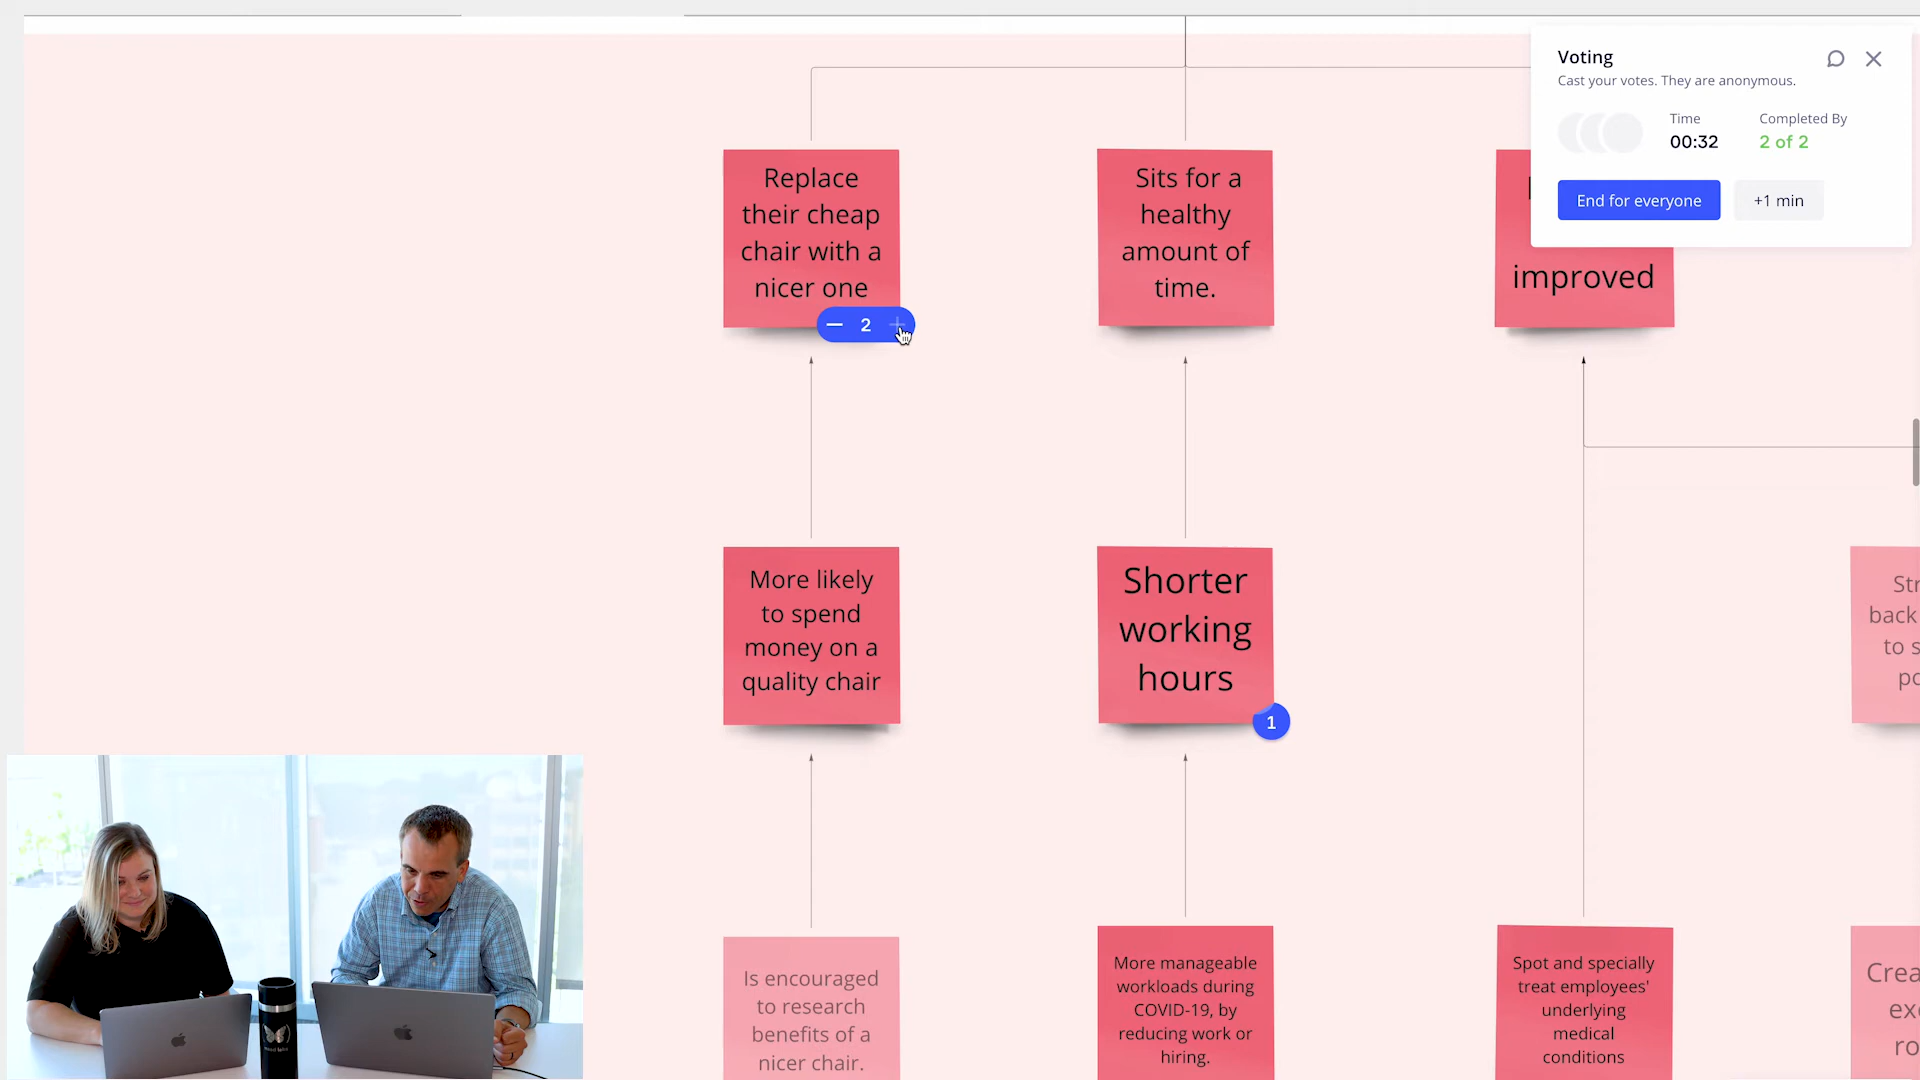 Voting
Cast your votes. They are anonymous.
Time
Completed By
00:32
2 of 2
End for everyone
+1 min
Replace
their cheap
chair with a
nicer one
2
Sits for a
healthy
amount of
time.
improved
More likely
to spend
money on a
quality chair
Shorter
working
hours
1
back
to
Is encouraged
to research
benefits of a
nicer chair.
More manageable
workloads during
COVID-19, by
reducing work or
hiring.
Spot and specially
treat employees'
underlying
medical
conditions